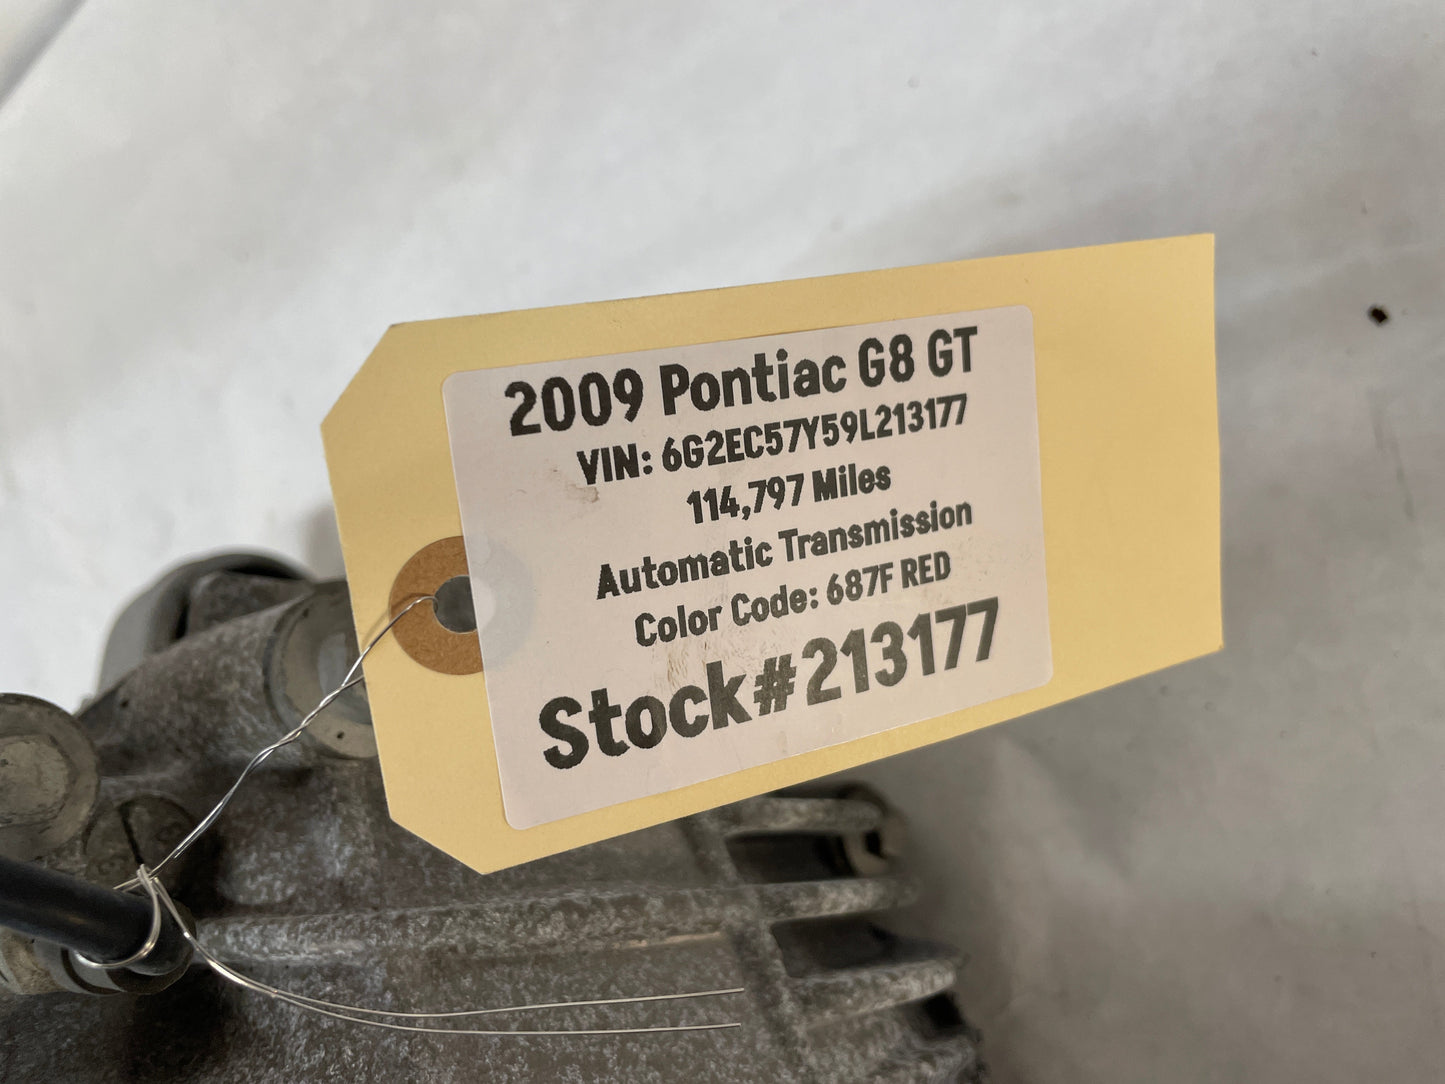 2009 Pontiac G8 GT
VIN: 6G2EC57Y59L213177
114,797 Miles
Automatic Transmission
Color Code: 687F RED
Stock#213177